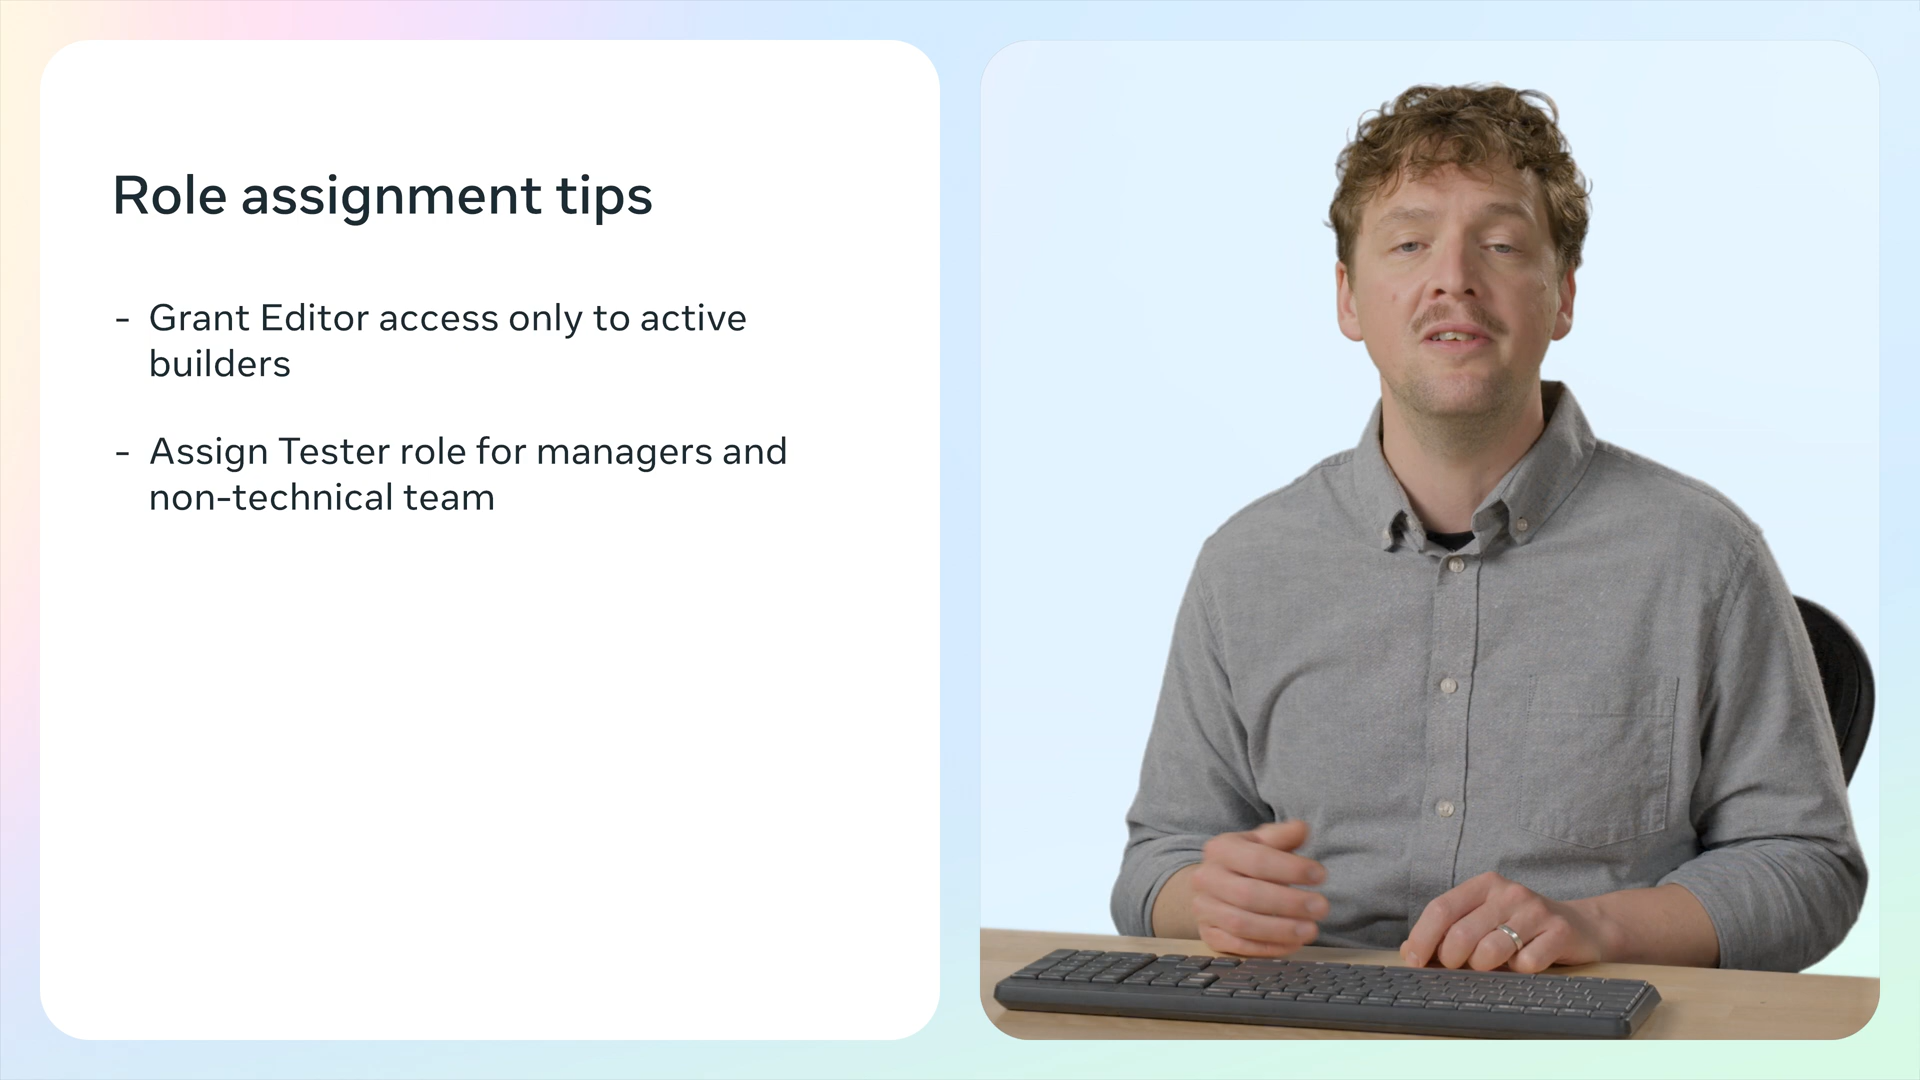 Role assignment tips
- Grant Editor access only to active
builders
- Assign Tester role for managers and
non-technical team